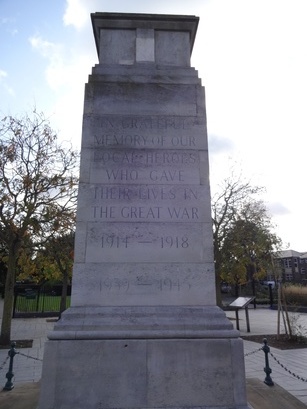 IN GRATEFUL
MEMORY OF OUR
LOCAL HEROES
WHO GAVE
THEIR LIVES IN
THE GREAT WAR
1914 — 1918
1939 — 1945